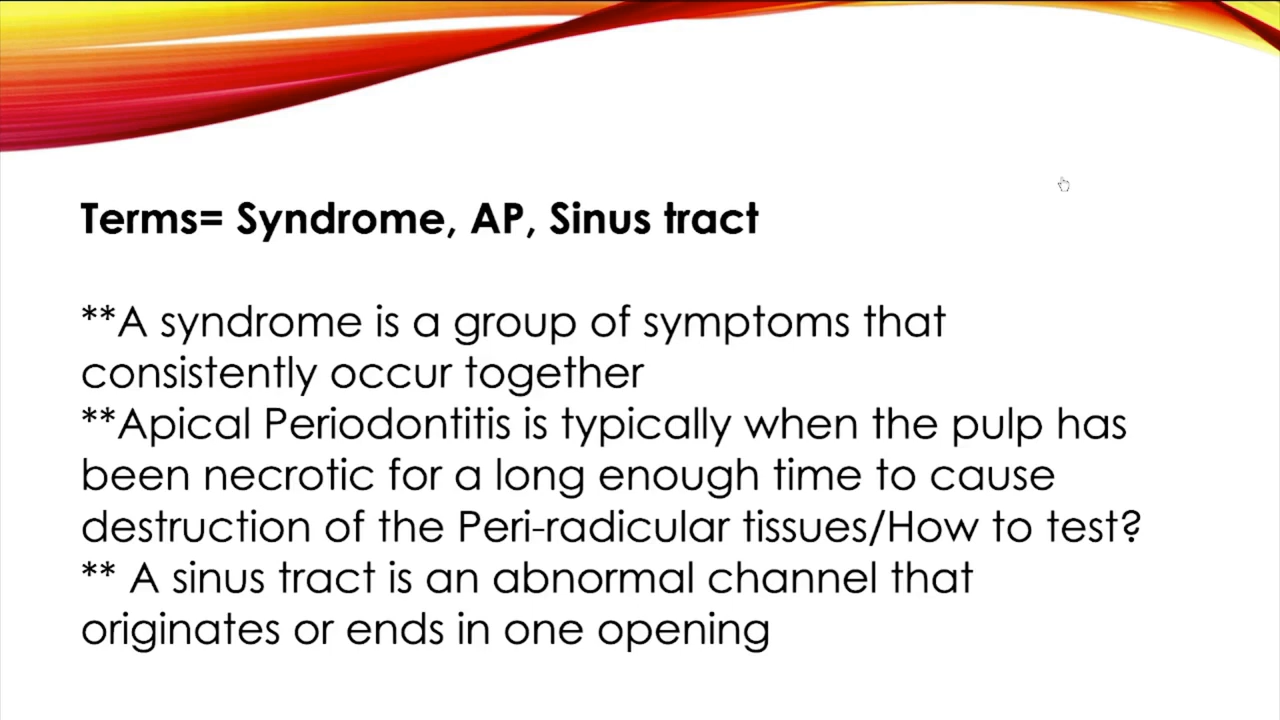 Terms= Syndrome, AP, Sinus tract
**A syndrome is a group of symptoms that
consistently occur together
**Apical Periodontitis is typically when the pulp has
been necrotic for a long enough time to cause
destruction of the Peri-radicular tissues/How to test?
** A sinus tract is an abnormal channel that
originates or ends in one opening